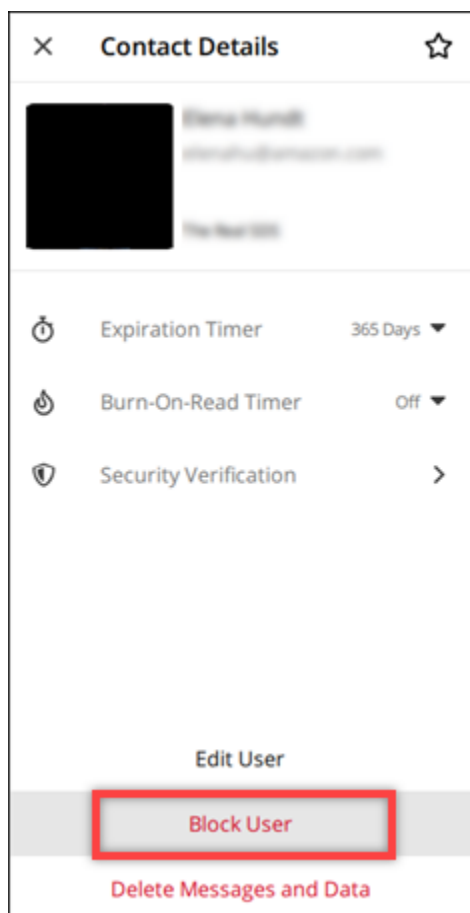 Contact Details
Expiration Timer
365 Days
Burn-On-Read Timer
Off
Security Verification
Edit User
Block User
Delete Messages and Data